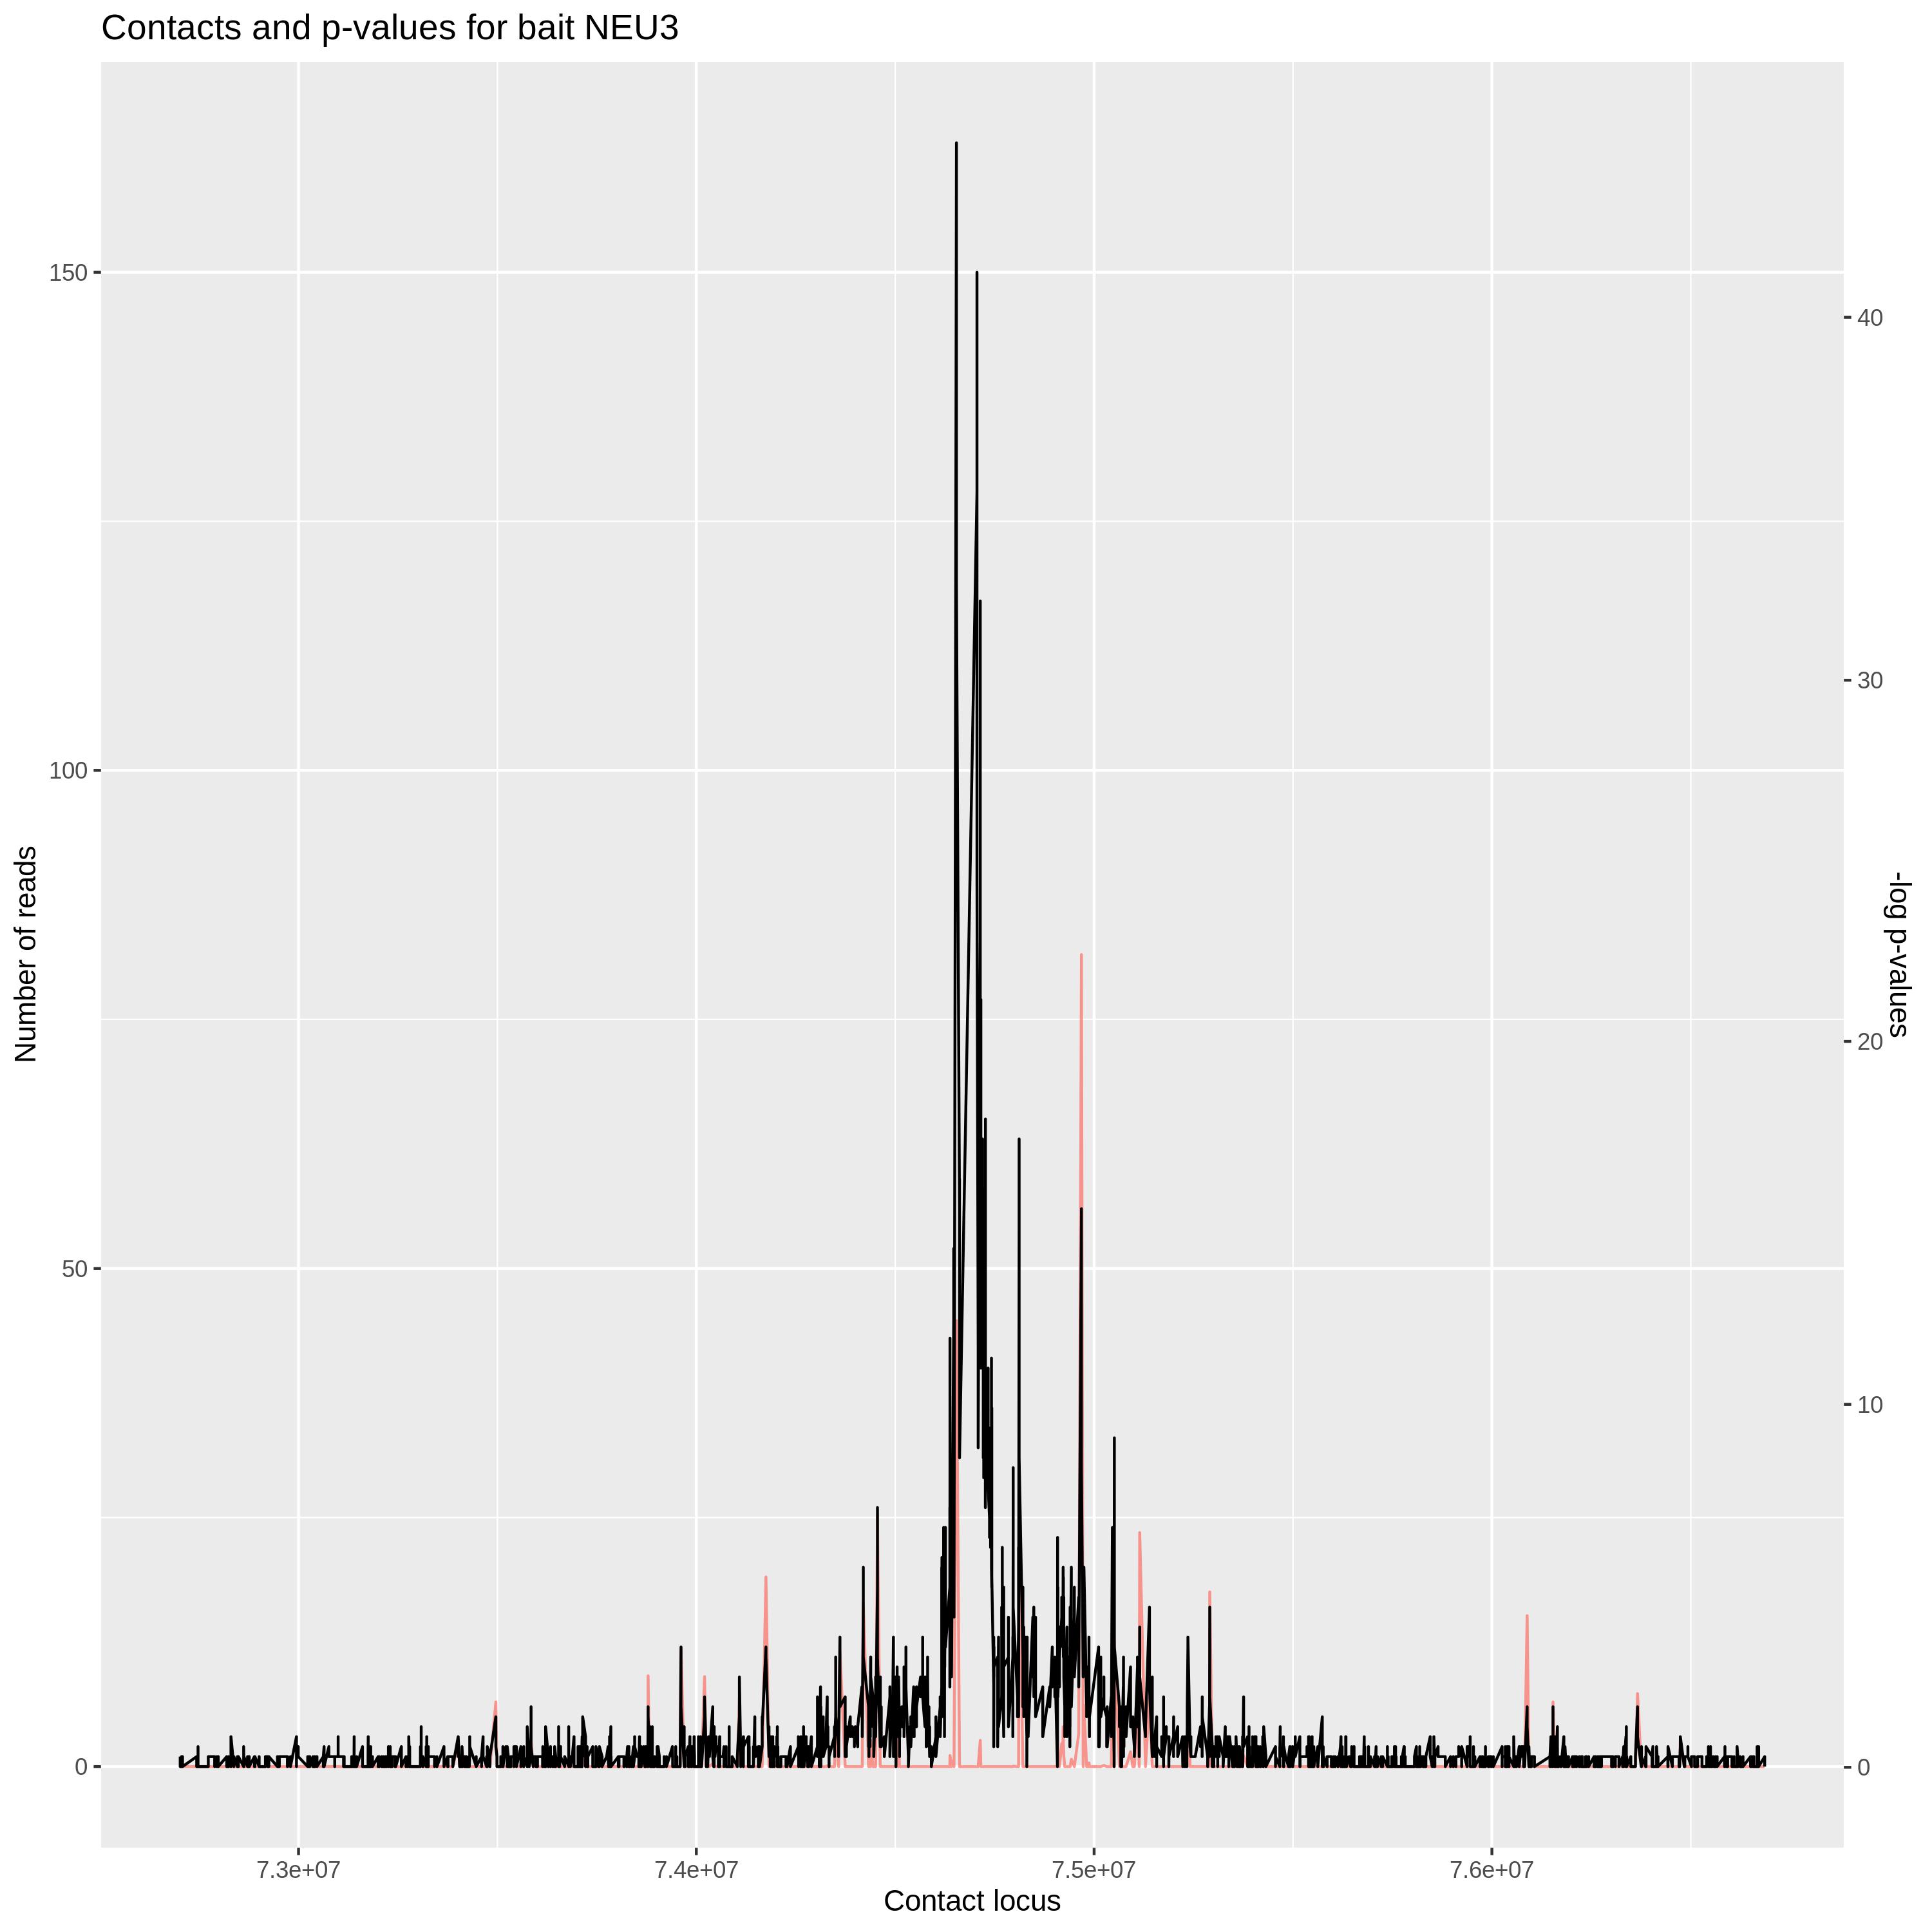 Contacts and p-values for bait NEU3
150
100
50
0
Number of reads
40
30
20
10
0
-log p-values
7.3e+07
7.4e+07
7.5e+07
7.6e+07
Contact locus